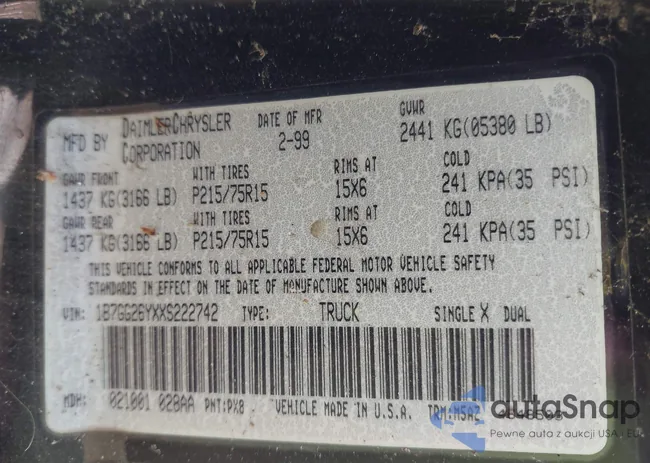 MFD BY DAIMLERCHRYSLER CORPORATION DATE OF MFR 2-99 GVWR 2441 KG(05380 LB)
GAWR FRONT WITH TIRES RIMS AT COLD
1437 KG(3166 LB) P215/75R15 15X6 241 KPA(35 PSI)
GAWR REAR WITH TIRES RIMS AT COLD
1437 KG(3166 LB) P215/75R15 15X6 241 KPA(35 PSI)
THIS VEHICLE CONFORMS TO ALL APPLICABLE FEDERAL MOTOR VEHICLE SAFETY
STANDARDS IN EFFECT ON THE DATE OF MANUFACTURE SHOWN ABOVE.
VIN: 1B7GG26YXXS222742 TYPE: TRUCK SINGLE X DUAL
MDH: 021001 028AA PNT:PX8 VEHICLE MADE IN U.S.A. TRM:M5AZ
autoSnap
Pewne auta z aukcji USA - EU